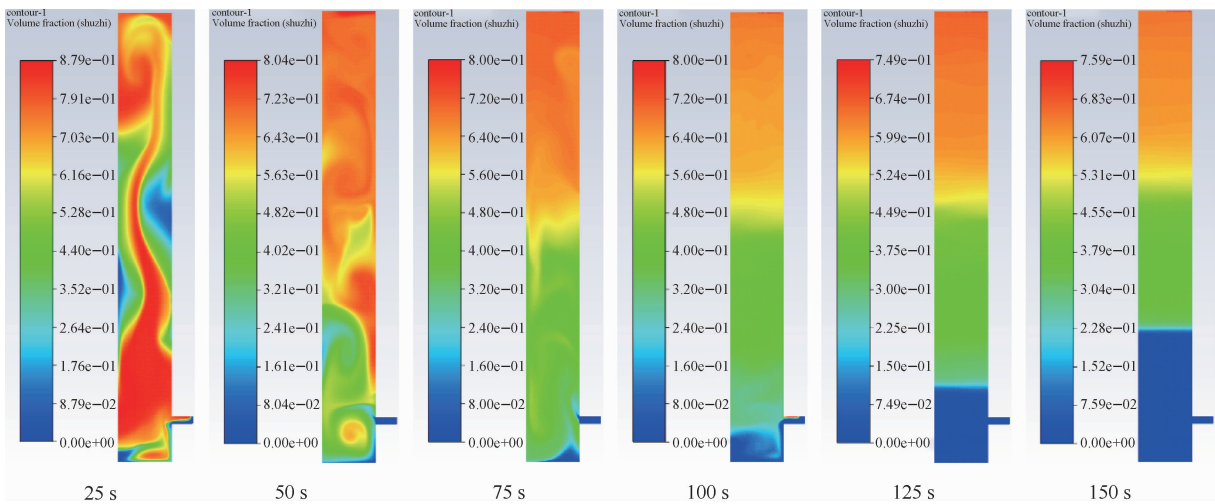 contour-1
Volume fraction (shuzhi)
8.79e−01
7.91e−01
7.03e−01
6.16e−01
5.28e−01
4.40e−01
3.52e−01
2.64e−01
1.76e−01
8.79e−02
0.00e+00
25 s
contour-1
Volume fraction (shuzhi)
8.04e−01
7.23e−01
6.43e−01
5.63e−01
4.82e−01
4.02e−01
3.21e−01
2.41e−01
1.61e−01
8.04e−02
0.00e+00
50 s
contour-1
Volume fraction (shuzhi)
8.00e−01
7.20e−01
6.40e−01
5.60e−01
4.80e−01
4.00e−01
3.20e−01
2.40e−01
1.60e−01
8.00e−02
0.00e+00
75 s
contour-1
Volume fraction (shuzhi)
8.00e−01
7.20e−01
6.40e−01
5.60e−01
4.80e−01
4.00e−01
3.20e−01
2.40e−01
1.60e−01
8.00e−02
0.00e+00
100 s
contour-1
Volume fraction (shuzhi)
7.49e−01
6.74e−01
5.99e−01
5.24e−01
4.49e−01
3.75e−01
3.00e−01
2.25e−01
1.50e−01
7.49e−02
0.00e+00
125 s
contour-1
Volume fraction (shuzhi)
7.59e−01
6.83e−01
6.07e−01
5.31e−01
4.55e−01
3.79e−01
3.04e−01
2.28e−01
1.52e−01
7.59e−02
0.00e+00
150 s